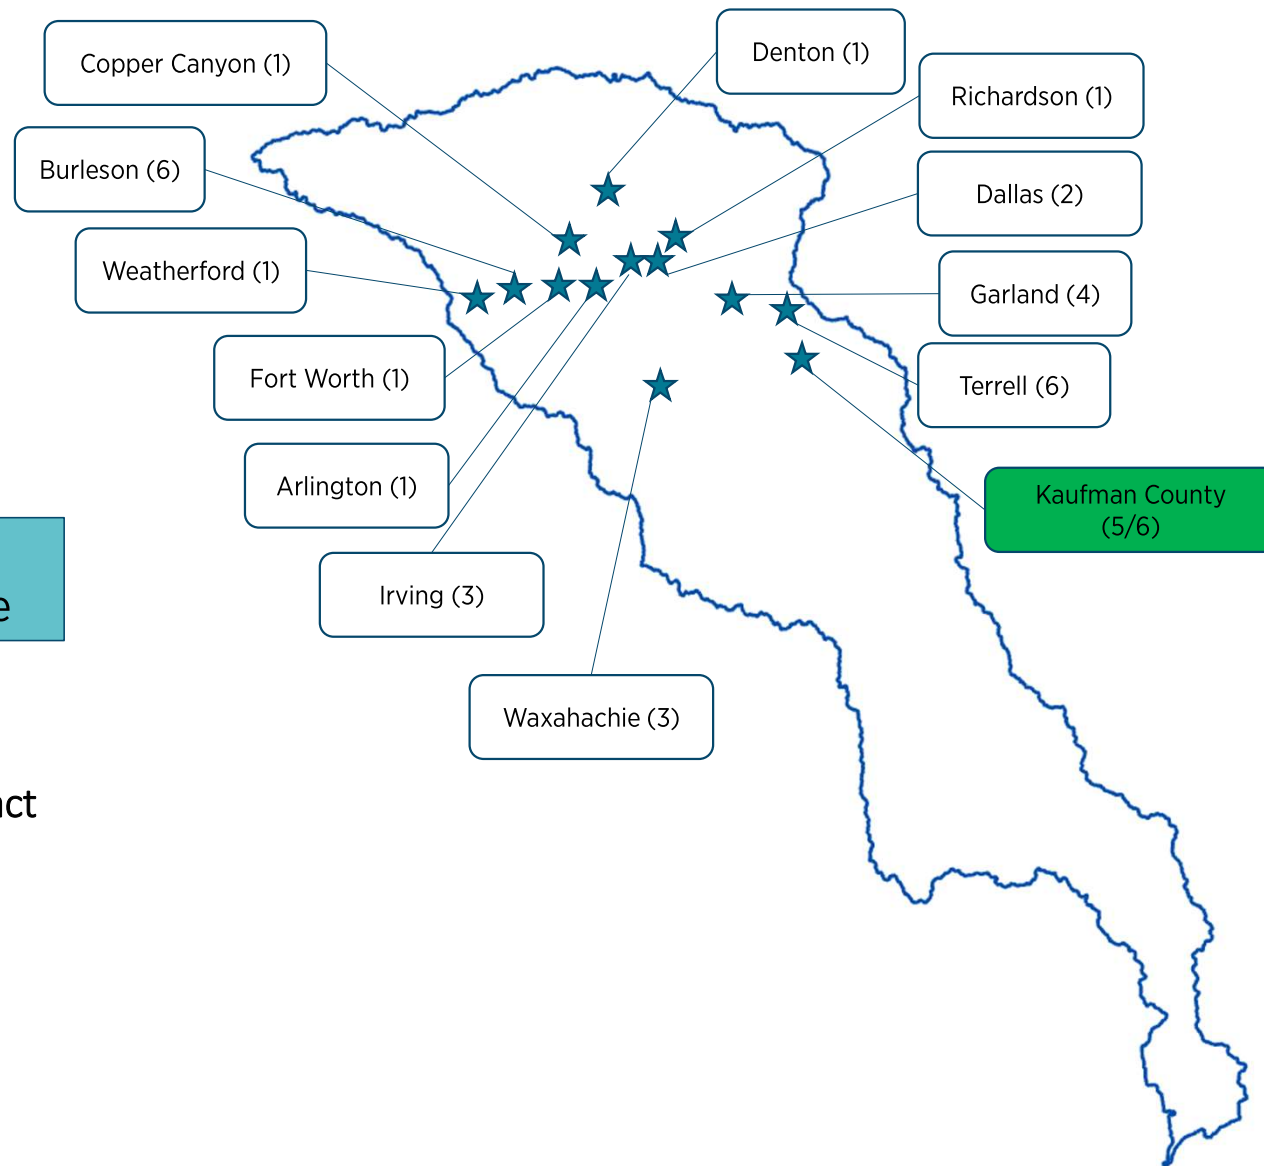 Copper Canyon (1)
Denton (1)
Richardson (1)
Burleson (6)
Dallas (2)
Weatherford (1)
Garland (4)
Fort Worth (1)
Terrell (6)
Arlington (1)
Kaufman County
(5/6)
Irving (3)
e
Waxahachie (3)
act